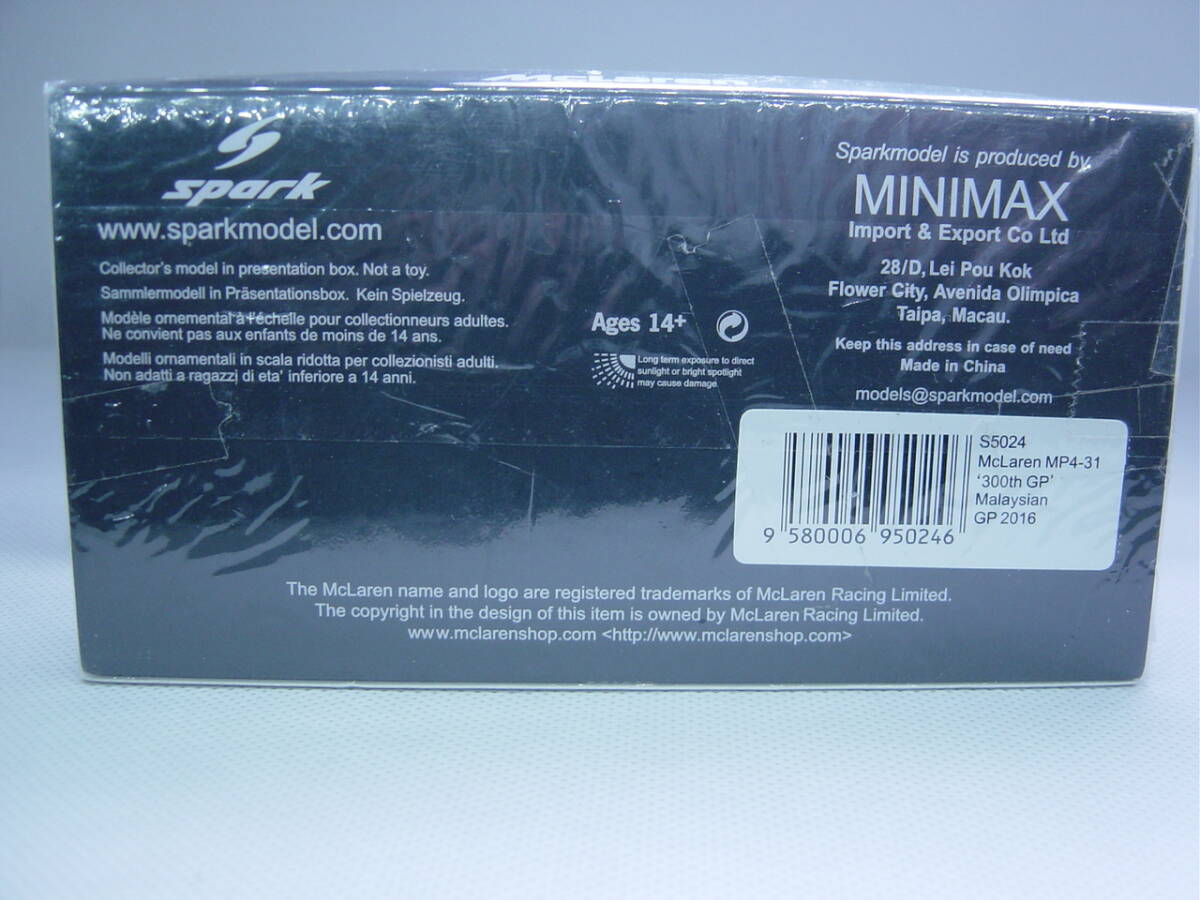 McLaren
spark
www.sparkmodel.com
Collector's model in presentation box. Not a toy.
Sammlermodell in Präsentationsbox. Kein Spielzeug.
Modèle ornemental à l'échelle pour collectionneurs adultes.
Ne convient pas aux enfants de moins de 14 ans.
Modelli ornamentali in scala ridotta per collezionisti adulti.
Non adatti a ragazzi di eta' inferiore a 14 anni.
Ages 14+
Long term exposure to direct
sunlight or bright spotlight
may cause damage
Sparkmodel is produced by
MINIMAX
Import & Export Co Ltd
28/D, Lei Pou Kok
Flower City, Avenida Olimpica
Taipa, Macau.
Keep this address in case of need
Made in China
models@sparkmodel.com
S5024
McLaren MP4-31
‘300th GP’
Malaysian
GP 2016
9 580006 950246
The McLaren name and logo are registered trademarks of McLaren Racing Limited.
The copyright in the design of this item is owned by McLaren Racing Limited.
www.mclarenshop.com <http://www.mclarenshop.com>